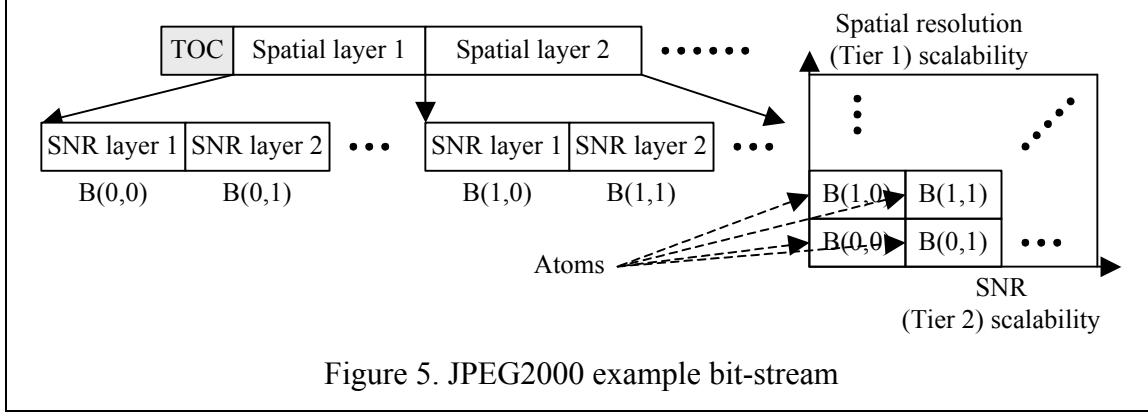 TOC Spatial layer 1 Spatial layer 2
SNR layer 1 SNR layer 2 SNR layer 1 SNR layer 2
B(0,0) B(0,1) B(1,0) B(1,1)
Spatial resolution
(Tier 1) scalability
B(1,0) B(1,1)
B(0,0) B(0,1)
Atoms
SNR
(Tier 2) scalability
Figure 5. JPEG2000 example bit-stream